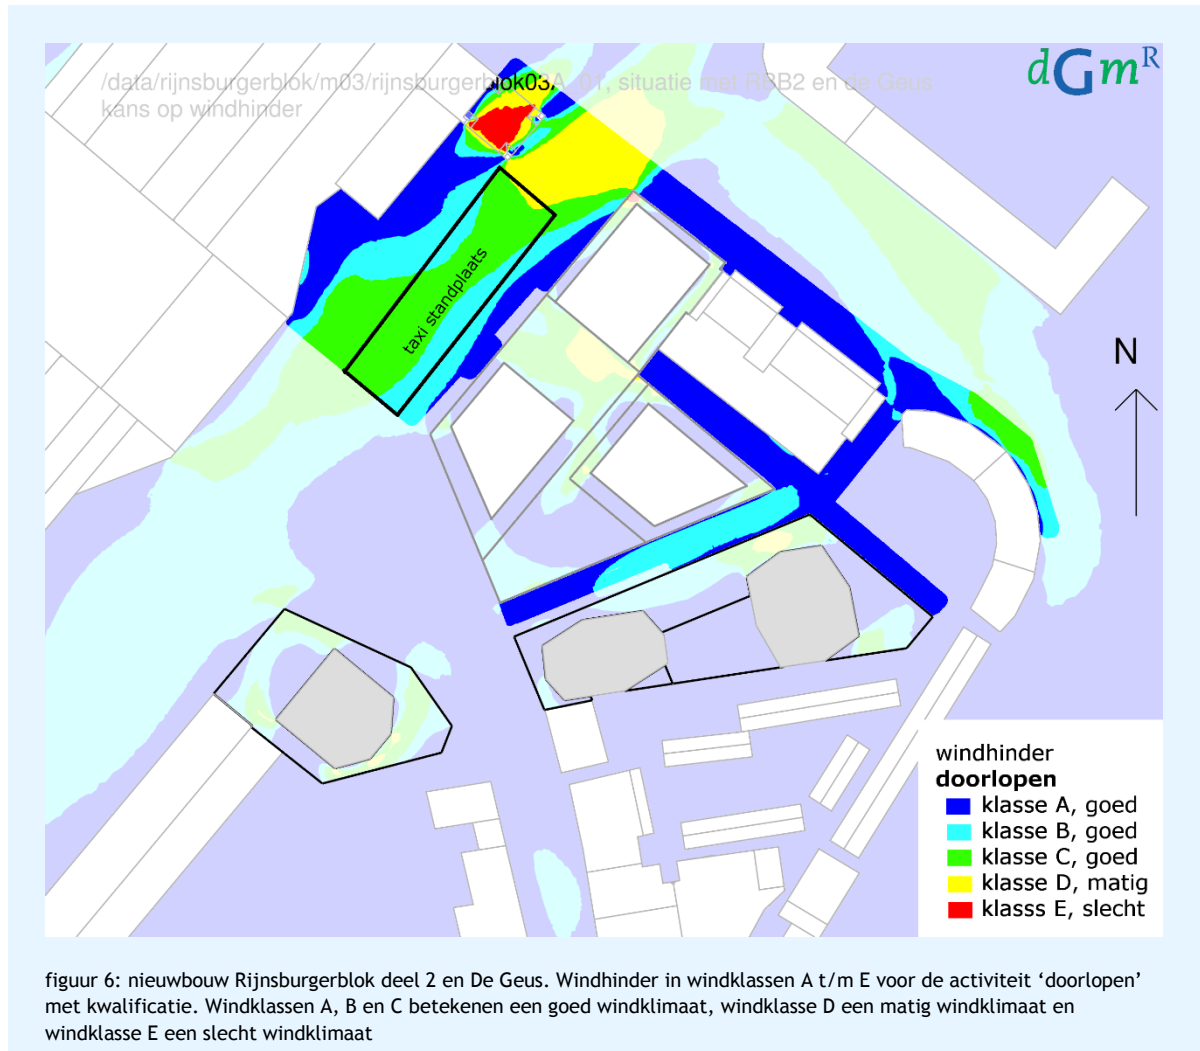 dGmR
/data/rijnsburgerblok/m03/rijnsburgerblok03A_01, situatie met RBB2 en de Geus
kans op windhinder
taxi standplaats
N
windhinder
doorlopen
klasse A, goed
klasse B, goed
klasse C, goed
klasse D, matig
klasss E, slecht
figuur 6: nieuwbouw Rijnsburgerblok deel 2 en De Geus. Windhinder in windklassen A t/m E voor de activiteit ‘doorlopen’
met kwalificatie. Windklassen A, B en C betekenen een goed windklimaat, windklasse D een matig windklimaat en
windklasse E een slecht windklimaat